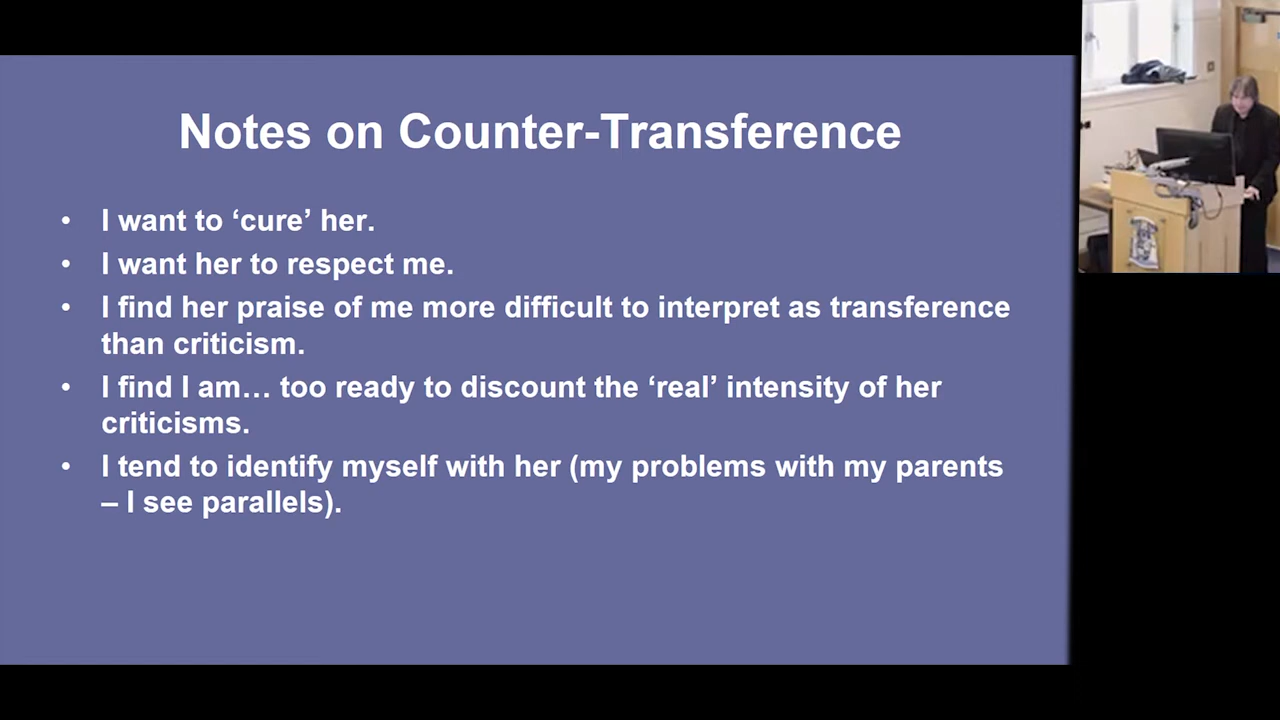 Notes on Counter-Transference
• I want to ‘cure’ her.
• I want her to respect me.
• I find her praise of me more difficult to interpret as transference
than criticism.
• I find I am… too ready to discount the ‘real’ intensity of her
criticisms.
• I tend to identify myself with her (my problems with my parents
– I see parallels).